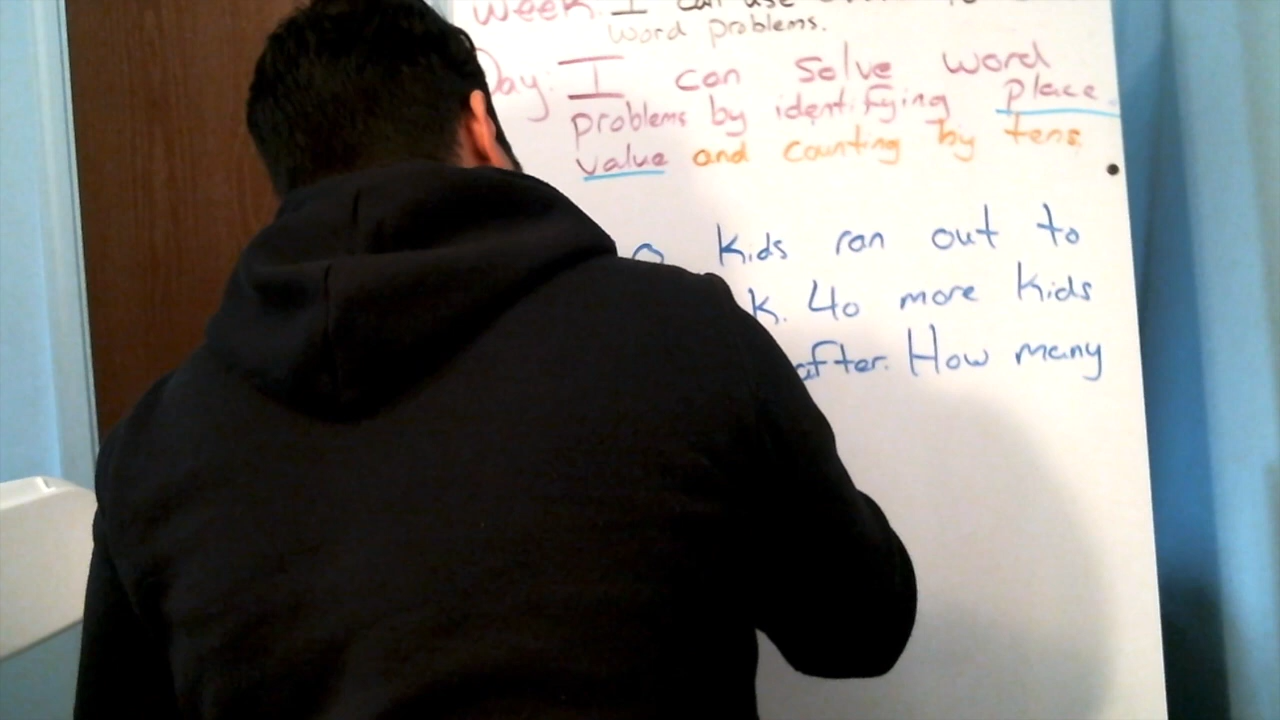 Week. I can use
word problems.
Day: I can solve word
problems by identifying place
value and counting by tens
Kids ran out to
k. 40 more kids
after. How many